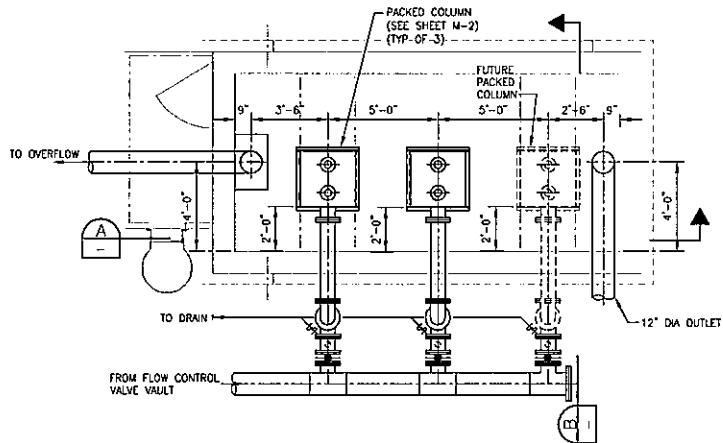 PACKED COLUMN
(SEE SHEET M-2)
(TYP-OF-3)
FUTURE
PACKED
COLUMN
9"
3'-6"
5'-0"
5'-0"
2'-6"
9"
TO OVERFLOW
4'-0"
2'-0"
2'-0"
2'-0"
4'-0"
A
-
TO DRAIN
12" DIA OUTLET
FROM FLOW CONTROL
VALVE VAULT
B
-